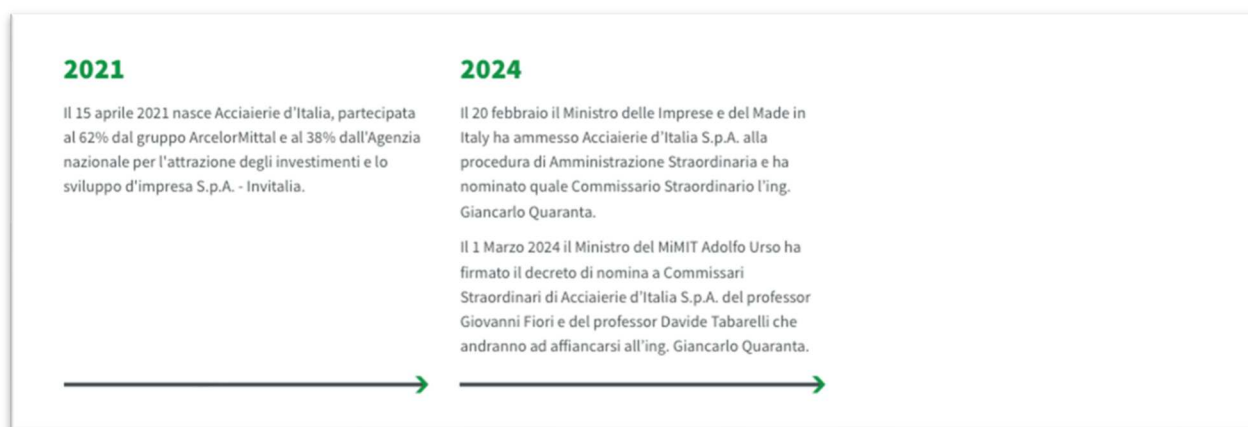 2021
Il 15 aprile 2021 nasce Acciaierie d'Italia, partecipata
al 62% dal gruppo ArcelorMittal e al 38% dall'Agenzia
nazionale per l'attrazione degli investimenti e lo
sviluppo d'impresa S.p.A. - Invitalia.
2024
Il 20 febbraio il Ministro delle Imprese e del Made in
Italy ha ammesso Acciaierie d'Italia S.p.A. alla
procedura di Amministrazione Straordinaria e ha
nominato quale Commissario Straordinario l'ing.
Giancarlo Quaranta.
Il 1 Marzo 2024 il Ministro del MiMIT Adolfo Urso ha
firmato il decreto di nomina a Commissari
Straordinari di Acciaierie d'Italia S.p.A. del professor
Giovanni Fiori e del professor Davide Tabarelli che
andranno ad affiancarsi all'ing. Giancarlo Quaranta.